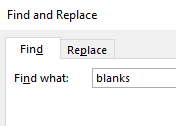 Find and Replace
Find Replace
Find what: blanks